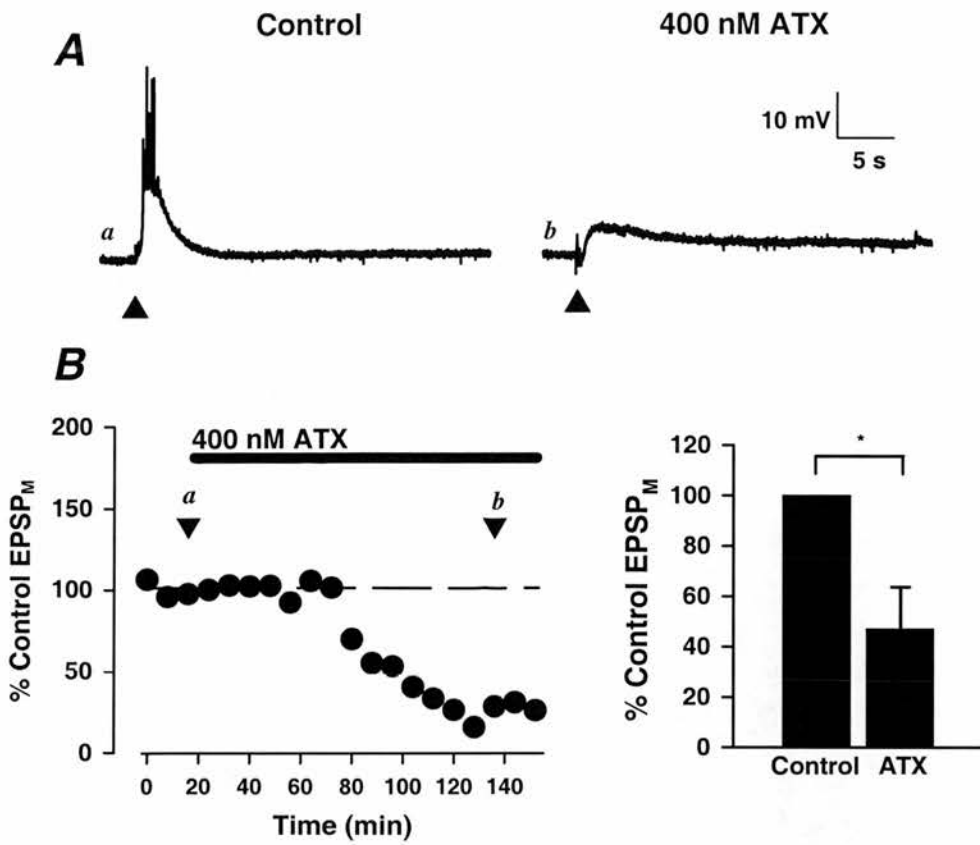 A
Control
400 nM ATX
10 mV
5 s
a
b
B
200
150
100
50
0
% Control EPSP_M
400 nM ATX
a
b
0 20 40 60 80 100 120 140
Time (min)
120
100
80
60
40
20
0
% Control EPSP_M
*
Control ATX